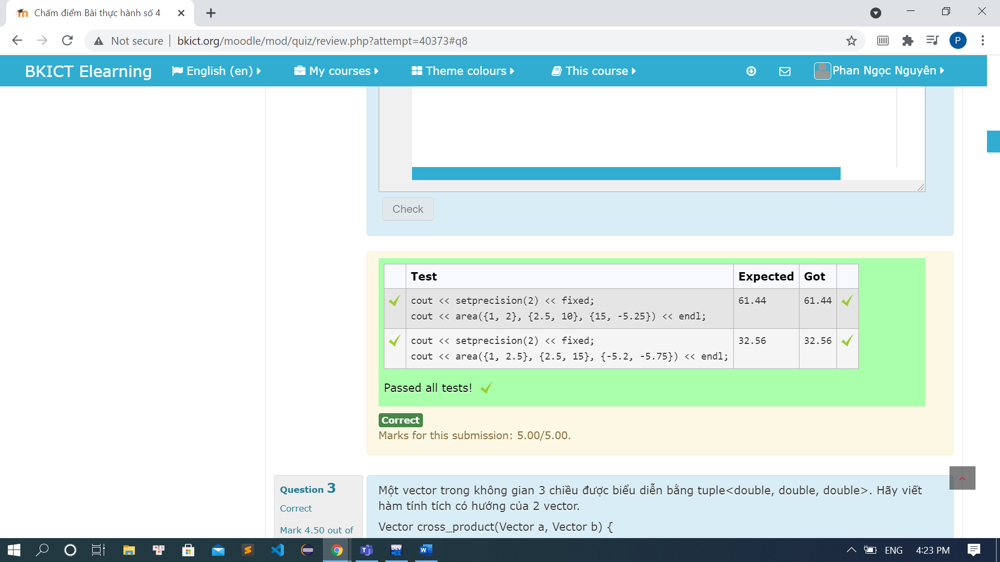 Chấm điểm Bài thực hành số 4
Not secure
bkict.org/moodle/mod/quiz/review.php?attempt=40373#q8
P
BKICT Elearning
English (en)
My courses
Theme colours
This course
Phan Ngọc Nguyên
Check
Test Expected Got
cout << setprecision(2) << fixed; 61.44 61.44
cout << area({1, 2}, {2.5, 10}, {15, -5.25}) << endl;
cout << setprecision(2) << fixed; 32.56 32.56
cout << area({1, 2.5}, {2.5, 15}, {-5.2, -5.75}) << endl;
Passed all tests!
Correct
Marks for this submission: 5.00/5.00.
Question 3
Correct
Mark 4.50 out of
Một vector trong không gian 3 chiều được biểu diễn bằng tuple<double, double, double>. Hãy viết
hàm tính tích có hướng của 2 vector.
Vector cross_product(Vector a, Vector b) {
DEV
ENG
4:23 PM